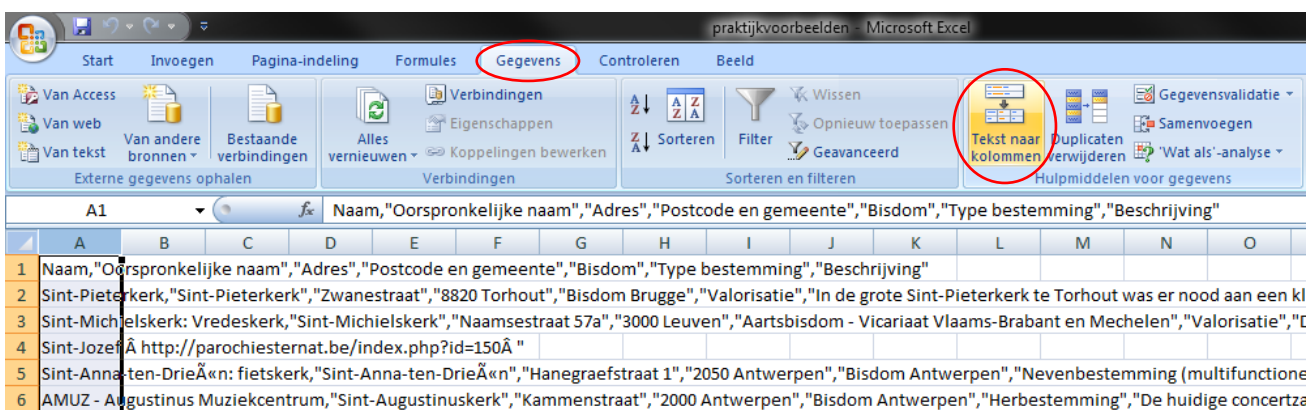 praktijkvoorbeelden - Microsoft Excel
Start Invoegen Pagina-indeling Formules Gegevens Controleren Beeld
Van Access
Van web
Van tekst
Van andere bronnen
Bestaande verbindingen
Externe gegevens ophalen
Alles vernieuwen
Verbindingen
Eigenschappen
Koppelingen bewerken
Verbindingen
A Z
Z A
A Z Z A
Sorteren
Filter
Wissen
Opnieuw toepassen
Geavanceerd
Sorteren en filteren
Tekst naar kolommen
Duplicaten verwijderen
Gegevensvalidatie
Samenvoegen
'Wat als'-analyse
Hulpmiddelen voor gegevens
A1 fx Naam,"Oorspronkelijke naam","Adres","Postcode en gemeente","Bisdom","Type bestemming","Beschrijving"
A B C D E F G H I J K L M N O
1 Naam,"Oorspronkelijke naam","Adres","Postcode en gemeente","Bisdom","Type bestemming","Beschrijving"
2 Sint-Pieterkerk,"Sint-Pieterkerk","Zwanestraat","8820 Torhout","Bisdom Brugge","Valorisatie","In de grote Sint-Pieterkerk te Torhout was er nood aan een kl
3 Sint-Michielskerk: Vredeskerk,"Sint-Michielskerk","Naamsestraat 57a","3000 Leuven","Aartsbisdom - Vicariaat Vlaams-Brabant en Mechelen","Valorisatie","D
4 Sint-Jozef Â http://parochiesternat.be/index.php?id=150Â "
5 Sint-Anna-ten-DrieÃ«n: fietskerk,"Sint-Anna-ten-DrieÃ«n","Hanegraefstraat 1","2050 Antwerpen","Bisdom Antwerpen","Nevenbestemming (multifunctione
6 AMUZ - Augustinus Muziekcentrum,"Sint-Augustinuskerk","Kammenstraat","2000 Antwerpen","Bisdom Antwerpen","Herbestemming","De huidige concertza